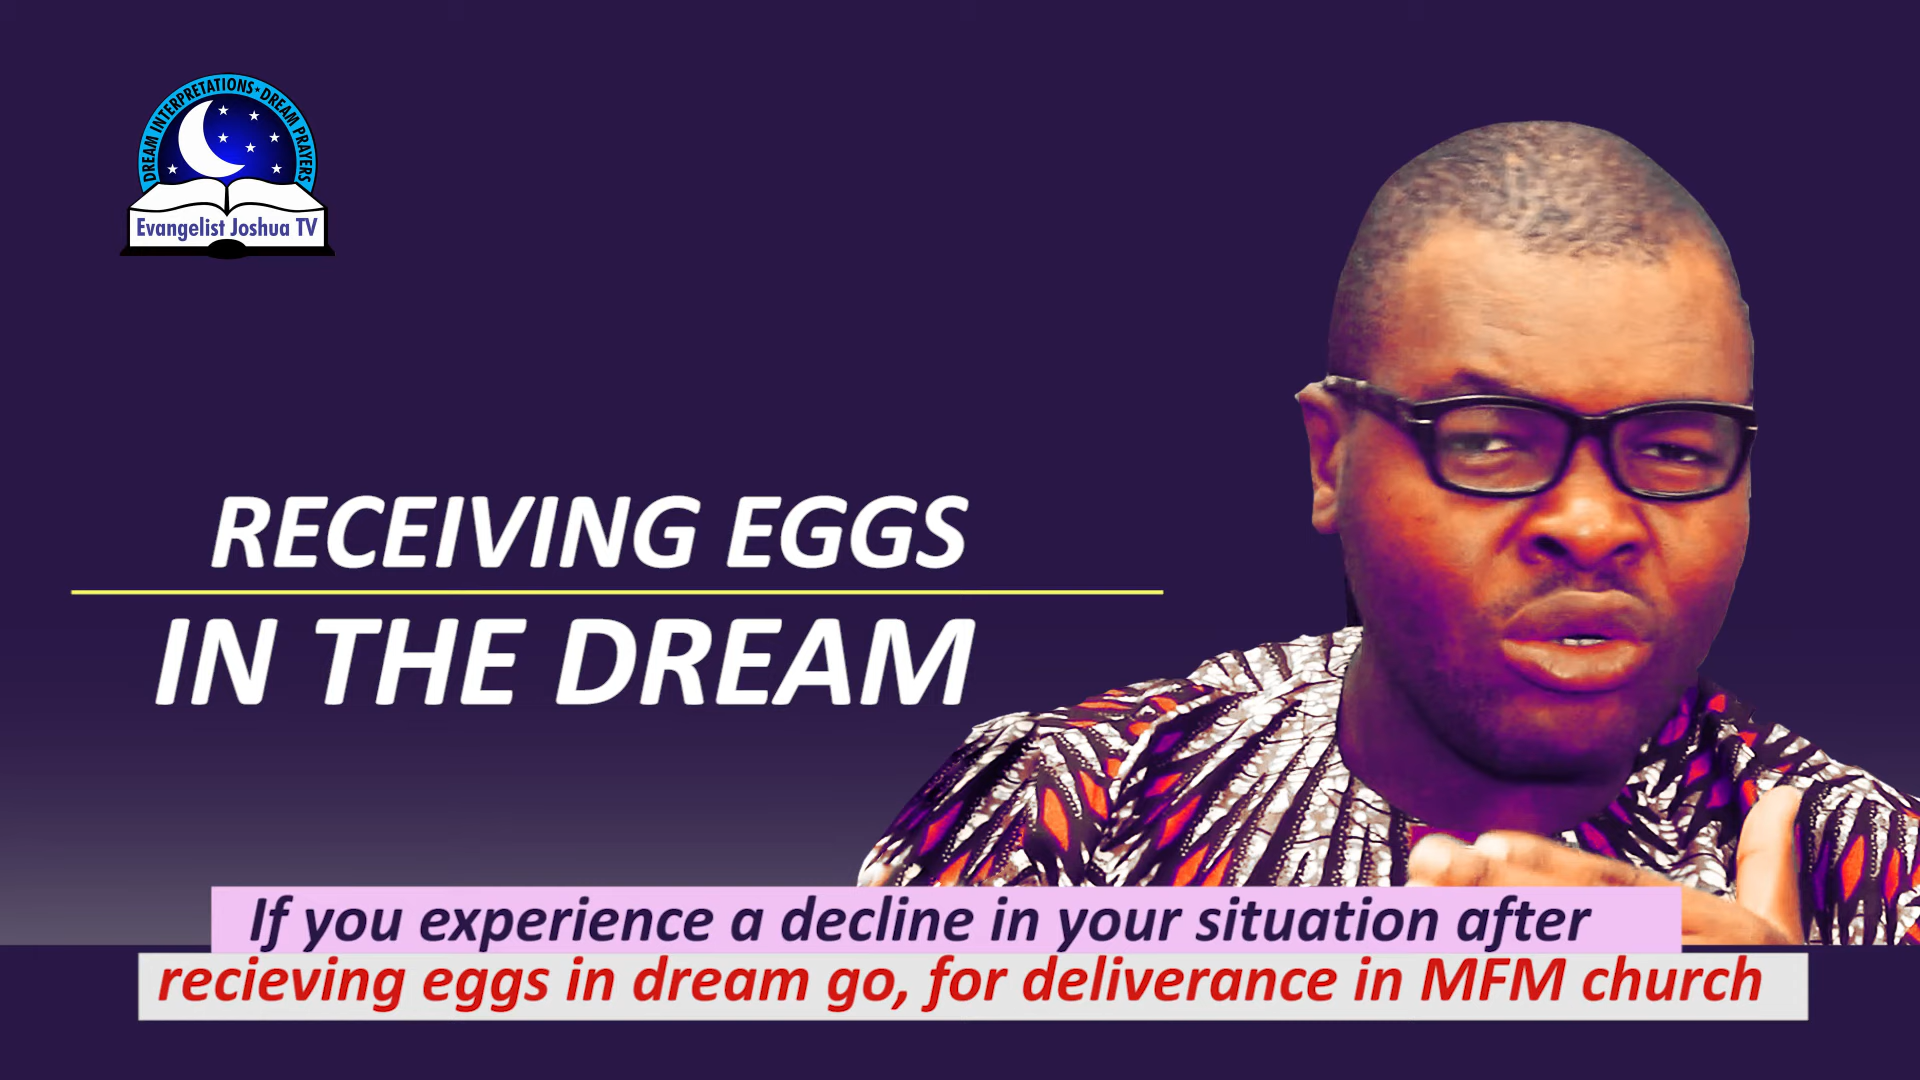 DREAM INTERPRETATIONS • DREAM PRAYERS
Evangelist Joshua TV
RECEIVING EGGS
IN THE DREAM
If you experience a decline in your situation after
recieving eggs in dream go, for deliverance in MFM church